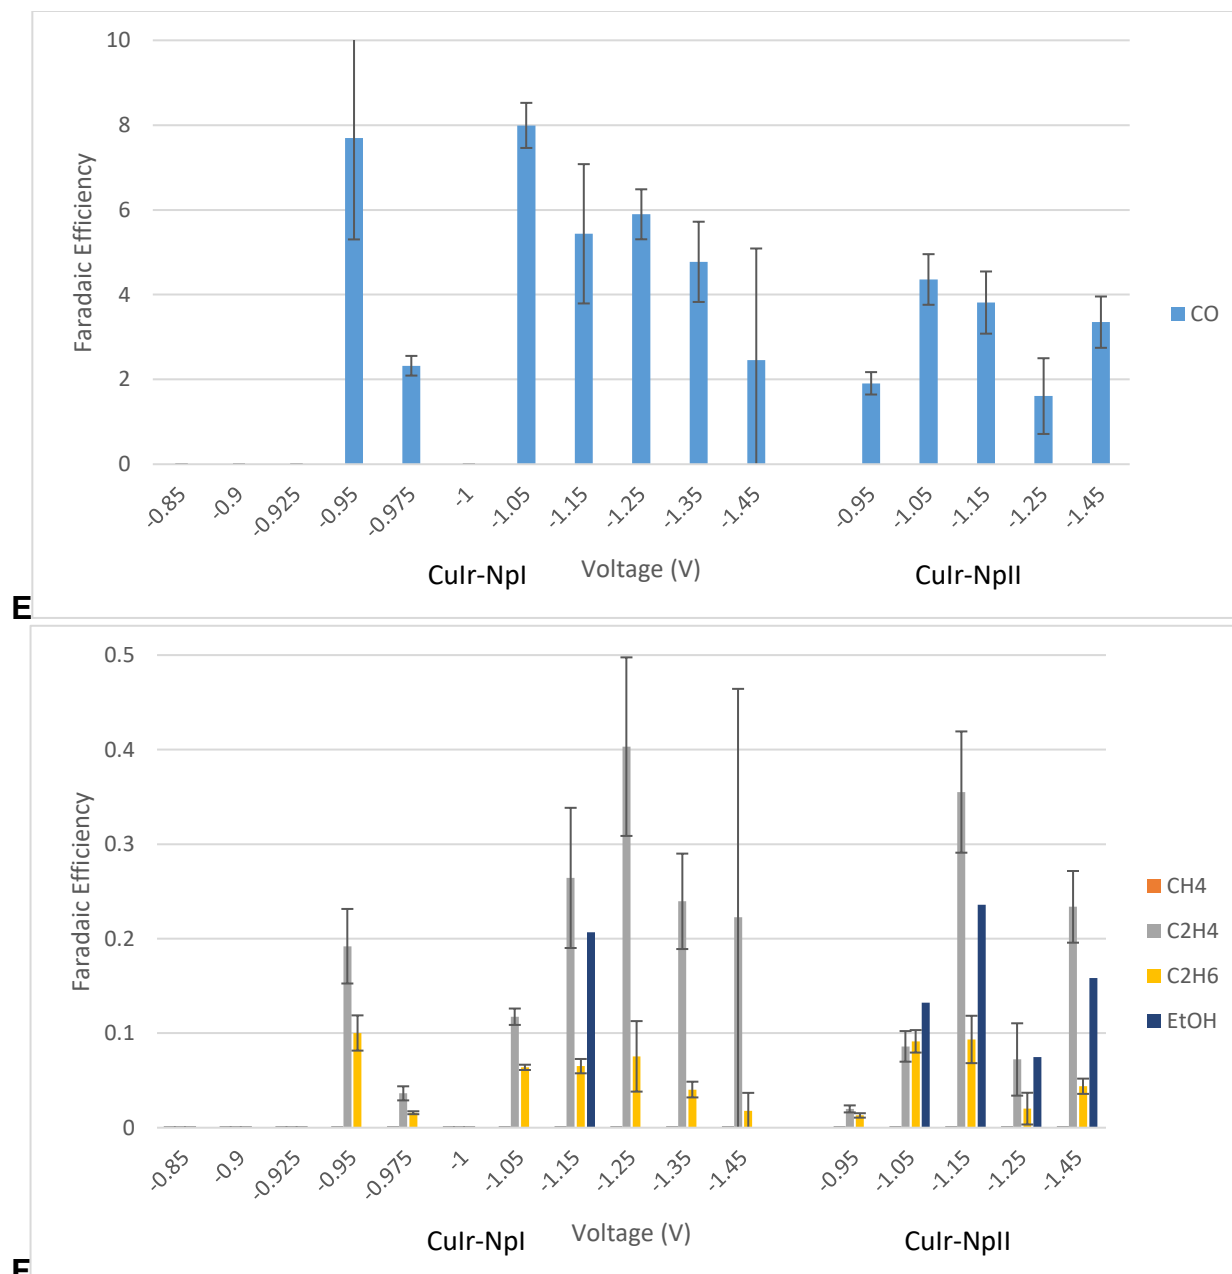 10
8
6
4
2
0
Faradaic Efficiency
-0.85 -0.9 -0.925 -0.95 -0.975 -1 -1.05 -1.15 -1.25 -1.35 -1.45 -0.95 -1.05 -1.15 -1.25 -1.45
CuIr-NpI Voltage (V) CuIr-NpII
CO
E
0.5
0.4
0.3
0.2
0.1
0
Faradaic Efficiency
-0.85 -0.9 -0.925 -0.95 -0.975 -1 -1.05 -1.15 -1.25 -1.35 -1.45 -0.95 -1.05 -1.15 -1.25 -1.45
CuIr-NpI Voltage (V) CuIr-NpII
CH4
C2H4
C2H6
EtOH